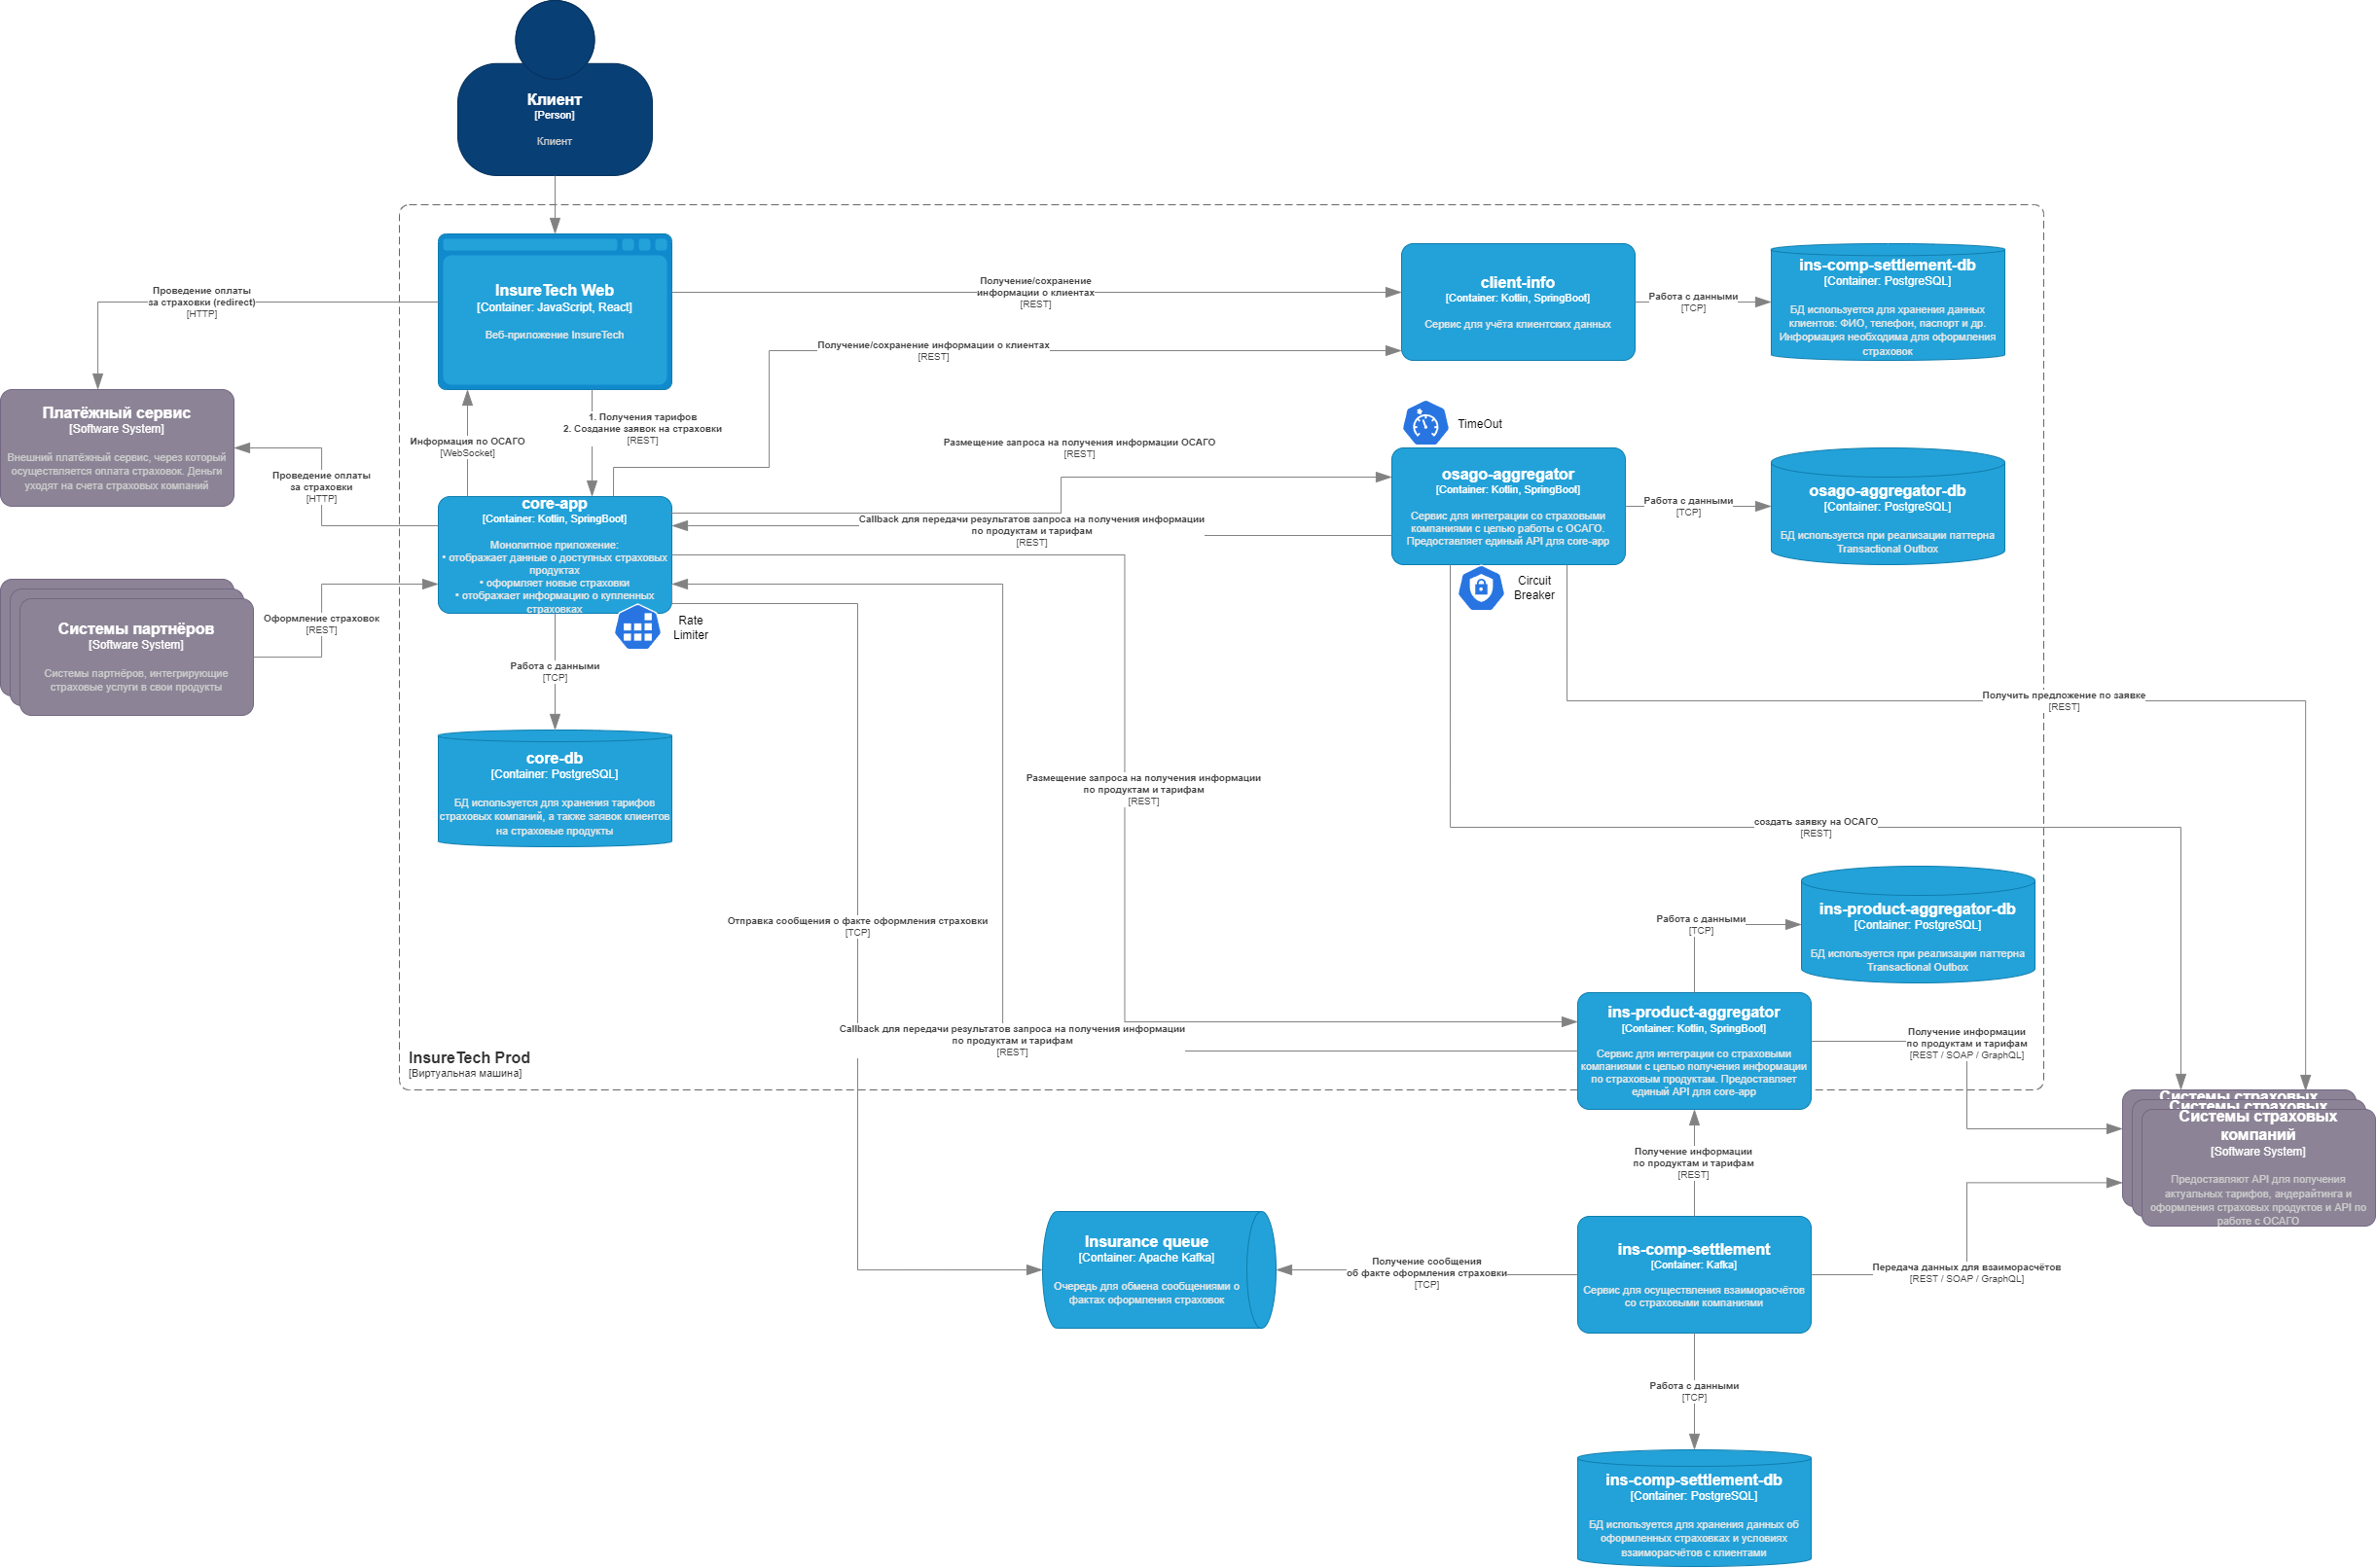 Клиент
[Person]
Клиент
InsureTech Web
[Container: JavaScript, React]
Веб-приложение InsureTech
Получение/сохранение
информации о клиентах
[REST]
client-info
[Container: Kotlin, SpringBoot]
Сервис для учёта клиентских данных
Работа с данными
[TCP]
ins-comp-settlement-db
[Container: PostgreSQL]
БД используется для хранения данных
клиентов: ФИО, телефон, паспорт и др.
Информация необходима для оформления
страховок
Проведение оплаты
за страховки (redirect)
[HTTP]
Получение/сохранение информации о клиентах
[REST]
Платёжный сервис
[Software System]
Внешний платёжный сервис, через который
осуществляется оплата страховок. Деньги
уходят на счета страховых компаний
Проведение оплаты
за страховки
[HTTP]
Информация по ОСАГО
[WebSocket]
1. Получения тарифов
2. Создание заявок на страховки
[REST]
Размещение запроса на получения информации ОСАГО
[REST]
TimeOut
osago-aggregator
[Container: Kotlin, SpringBoot]
Сервис для интеграции со страховыми
компаниями с целью работы с ОСАГО.
Предоставляет единый API для core-app
Работа с данными
[TCP]
osago-aggregator-db
[Container: PostgreSQL]
БД используется при реализации паттерна
Transactional Outbox
core-app
[Container: Kotlin, SpringBoot]
Монолитное приложение:
• отображает данные о доступных страховых
продуктах
• оформляет новые страховки
• отображает информацию о купленных
страховках
Callback для передачи результатов запроса на получения информации
по продуктам и тарифам
[REST]
Circuit
Breaker
Rate
Limiter
Системы партнёров
[Software System]
Системы партнёров, интегрирующие
страховые услуги в свои продукты
Оформление страховок
[REST]
Работа с данными
[TCP]
Получить предложение по заявке
[REST]
core-db
[Container: PostgreSQL]
БД используется для хранения тарифов
страховых компаний, а также заявок клиентов
на страховые продукты
Размещение запроса на получения информации
по продуктам и тарифам
[REST]
создать заявку на ОСАГО
[REST]
Отправка сообщения о факте оформления страховки
[TCP]
Работа с данными
[TCP]
ins-product-aggregator-db
[Container: PostgreSQL]
БД используется при реализации паттерна
Transactional Outbox
Callback для передачи результатов запроса на получения информации
по продуктам и тарифам
[REST]
ins-product-aggregator
[Container: Kotlin, SpringBoot]
Сервис для интеграции со страховыми
компаниями с целью получения информации
по страховым продуктам. Предоставляет
единый API для core-app
Получение информации
по продуктам и тарифам
[REST / SOAP / GraphQL]
InsureTech Prod
[Виртуальная машина]
Системы страховых
Системы страховых
Системы страховых
компаний
[Software System]
Предоставляют API для получения
актуальных тарифов, андерайтинга и
оформления страховых продуктов и API по
работе с ОСАГО
Получение информации
по продуктам и тарифам
[REST]
Insurance queue
[Container: Apache Kafka]
Очередь для обмена сообщениями о
фактах оформления страховок
Получение сообщения
об факте оформления страховки
[TCP]
ins-comp-settlement
[Container: Kafka]
Сервис для осуществления взаиморасчётов
со страховыми компаниями
Передача данных для взаиморасчётов
[REST / SOAP / GraphQL]
Работа с данными
[TCP]
ins-comp-settlement-db
[Container: PostgreSQL]
БД используется для хранения данных об
оформленных страховках и условиях
взаиморасчётов с клиентами